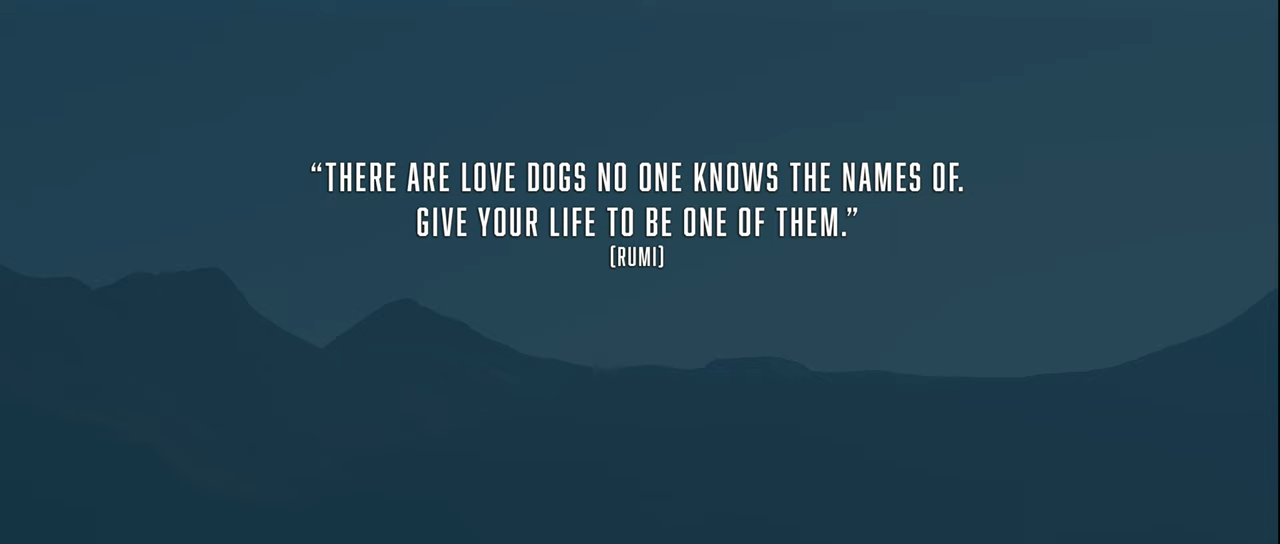 “THERE ARE LOVE DOGS NO ONE KNOWS THE NAMES OF.
GIVE YOUR LIFE TO BE ONE OF THEM.”
(RUMI)